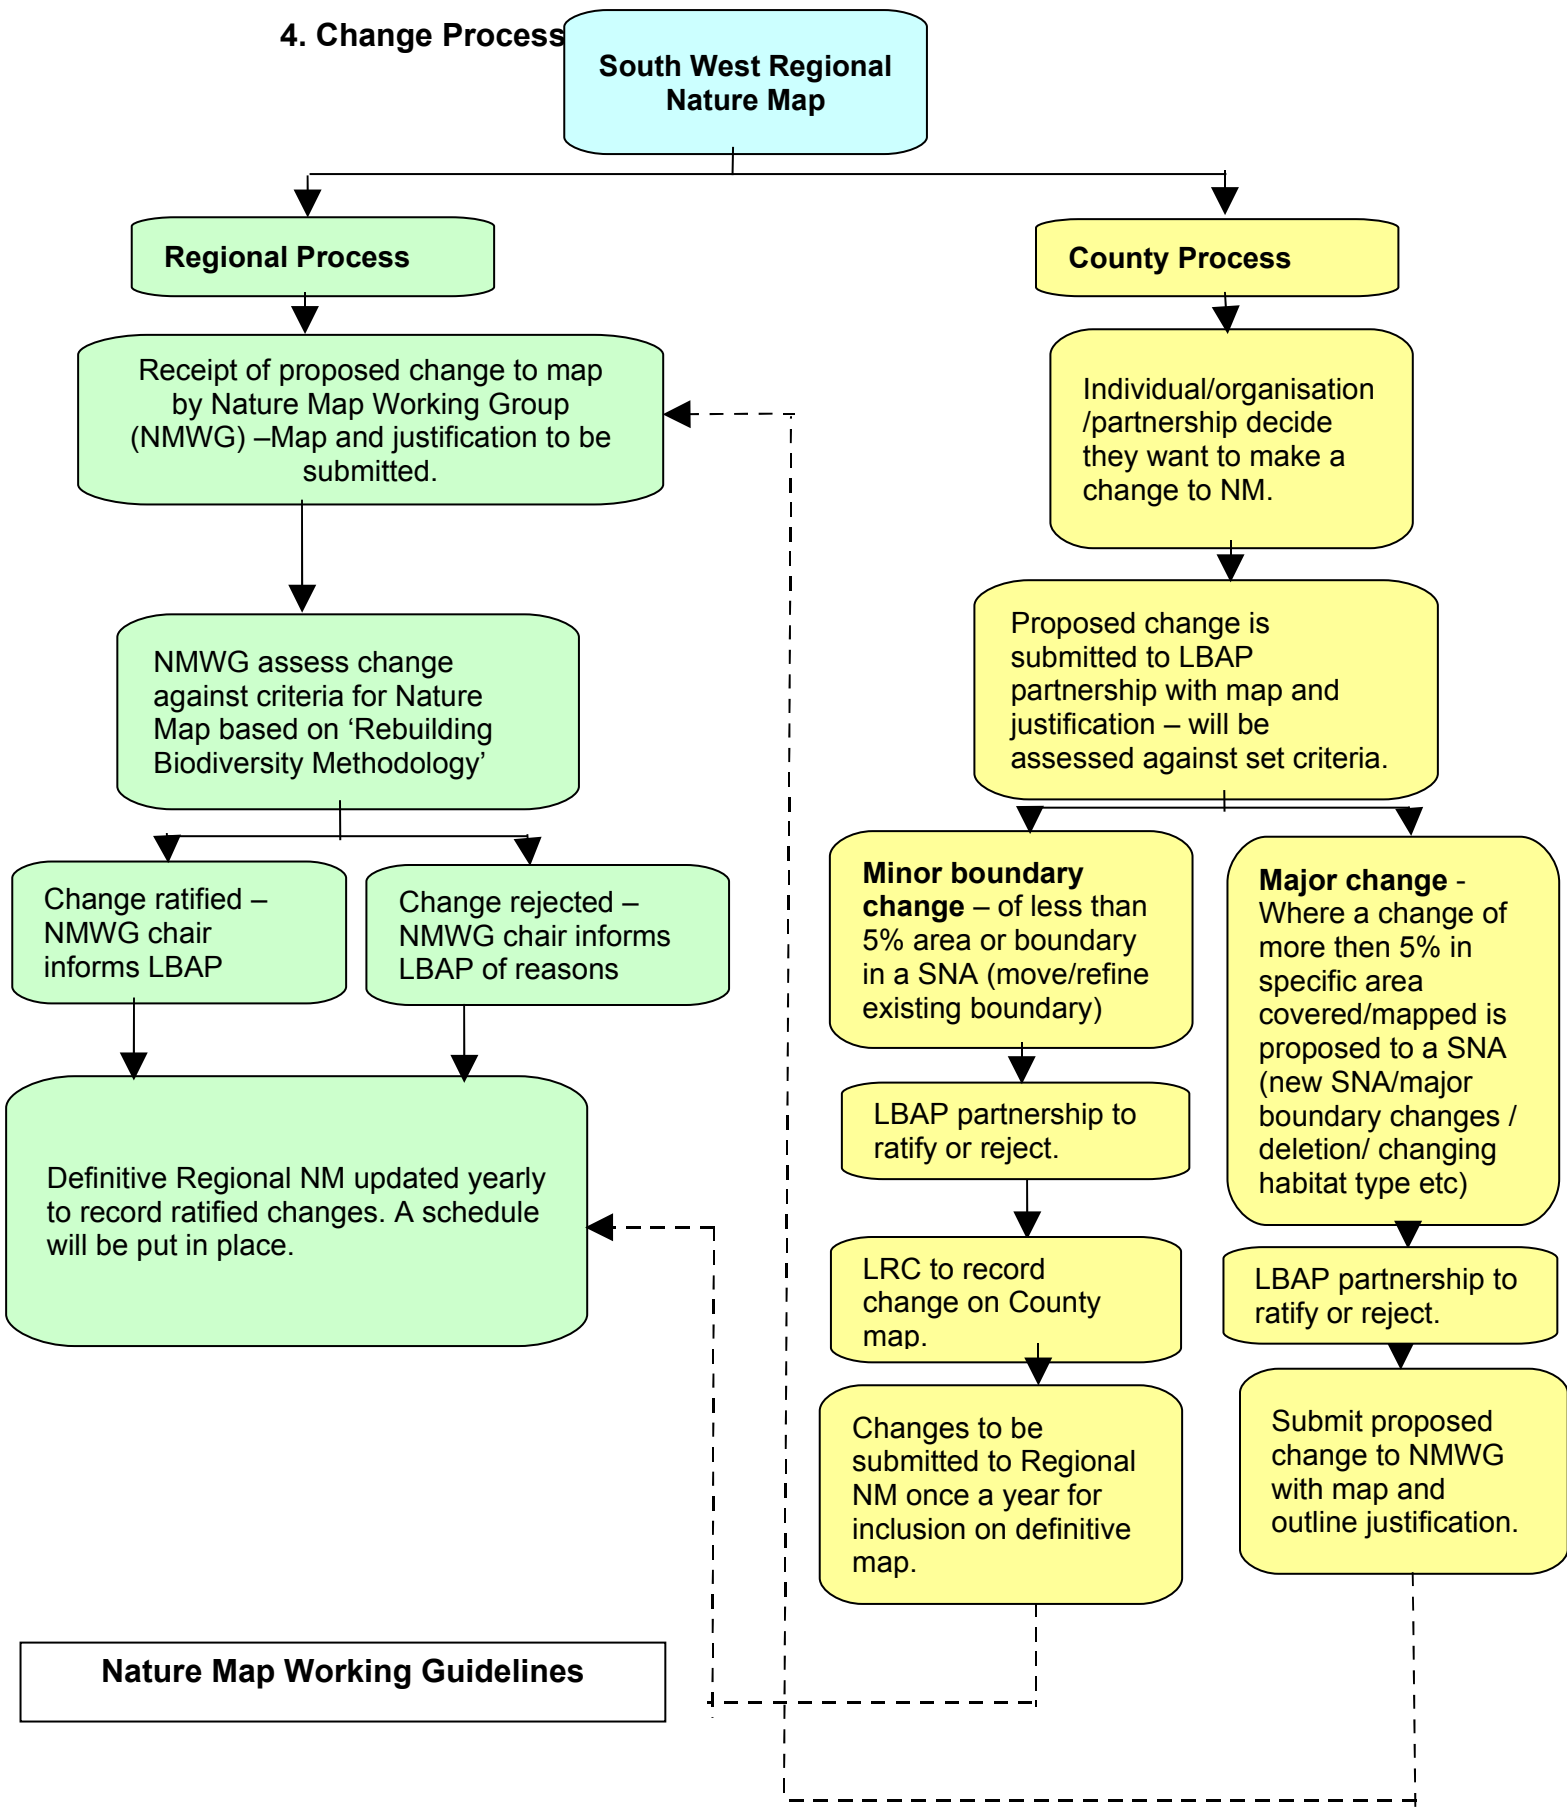 4. Change Process
South West Regional
Nature Map
Regional Process
Receipt of proposed change to map
by Nature Map Working Group
(NMWG) –Map and justification to be
submitted.
NMWG assess change
against criteria for Nature
Map based on ‘Rebuilding
Biodiversity Methodology’
Change ratified –
NMWG chair
informs LBAP
Change rejected –
NMWG chair informs
LBAP of reasons
Definitive Regional NM updated yearly
to record ratified changes. A schedule
will be put in place.
County Process
Individual/organisation
/partnership decide
they want to make a
change to NM.
Proposed change is
submitted to LBAP
partnership with map and
justification – will be
assessed against set criteria.
Minor boundary
change – of less than
5% area or boundary
in a SNA (move/refine
existing boundary)
LBAP partnership to
ratify or reject.
LRC to record
change on County
map.
Changes to be
submitted to Regional
NM once a year for
inclusion on definitive
map.
Major change -
Where a change of
more then 5% in
specific area
covered/mapped is
proposed to a SNA
(new SNA/major
boundary changes /
deletion/ changing
habitat type etc)
LBAP partnership to
ratify or reject.
Submit proposed
change to NMWG
with map and
outline justification.
Nature Map Working Guidelines